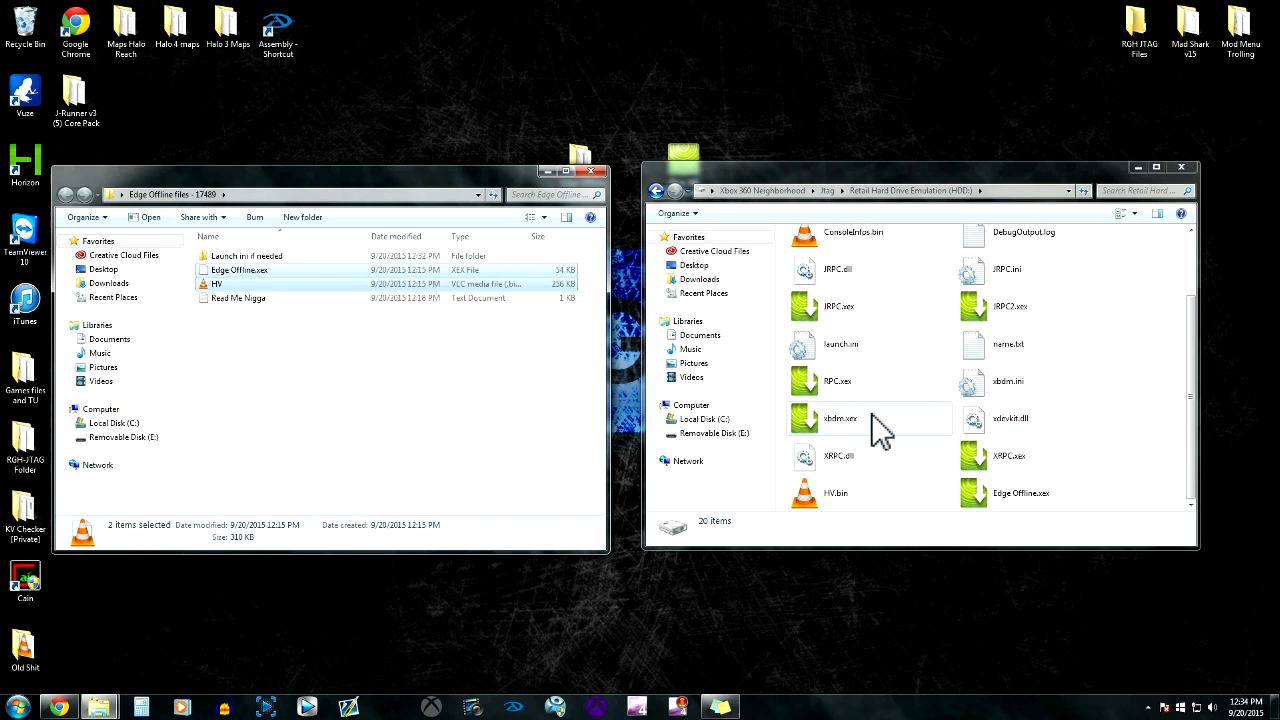 Recycle Bin
Google Chrome
Maps Halo Reach
Halo 4 maps
Halo 3 Maps
Assembly - Shortcut
RGH JTAG Files
Mad Shark v15
Mod Menu Trolling
Vuze
J-Runner v3 (5) Core Pack
Horizon
TeamViewer 10
iTunes
Games files and TU
RGH-JTAG Folder
KV Checker [Private]
Cain
Old Shit
Edge Offline files - 17489
Search Edge Offline ...
Organize
Open
Share with
Burn
New folder
Favorites
Creative Cloud Files
Desktop
Downloads
Recent Places
Libraries
Documents
Music
Pictures
Videos
Computer
Local Disk (C:)
Removable Disk (E:)
Network
Name Date modified Type Size
Launch ini if needed 9/20/2015 12:32 PM File folder
Edge Offline.xex 9/20/2015 12:15 PM XEX File 54 KB
HV 9/20/2015 12:15 PM VLC media file (.bi... 256 KB
Read Me Nigga 9/20/2015 12:18 PM Text Document 1 KB
2 items selected Date modified: 9/20/2015 12:15 PM Date created: 9/20/2015 12:15 PM
Size: 310 KB
Xbox 360 Neighborhood Jtag Retail Hard Drive Emulation (HDD:)
Search Retail Hard ...
Organize
Favorites
Creative Cloud Files
Desktop
Downloads
Recent Places
Libraries
Documents
Music
Pictures
Videos
Computer
Local Disk (C:)
Removable Disk (E:)
Network
ConsoleInfos.bin DebugOutput.log
JRPC.dll JRPC.ini
JRPC.xex JRPC2.xex
launch.ini name.txt
RPC.xex xbdm.ini
xbdm.xex xdevkit.dll
XRPC.dll XRPC.xex
HV.bin Edge Offline.xex
20 items
12:34 PM
9/20/2015